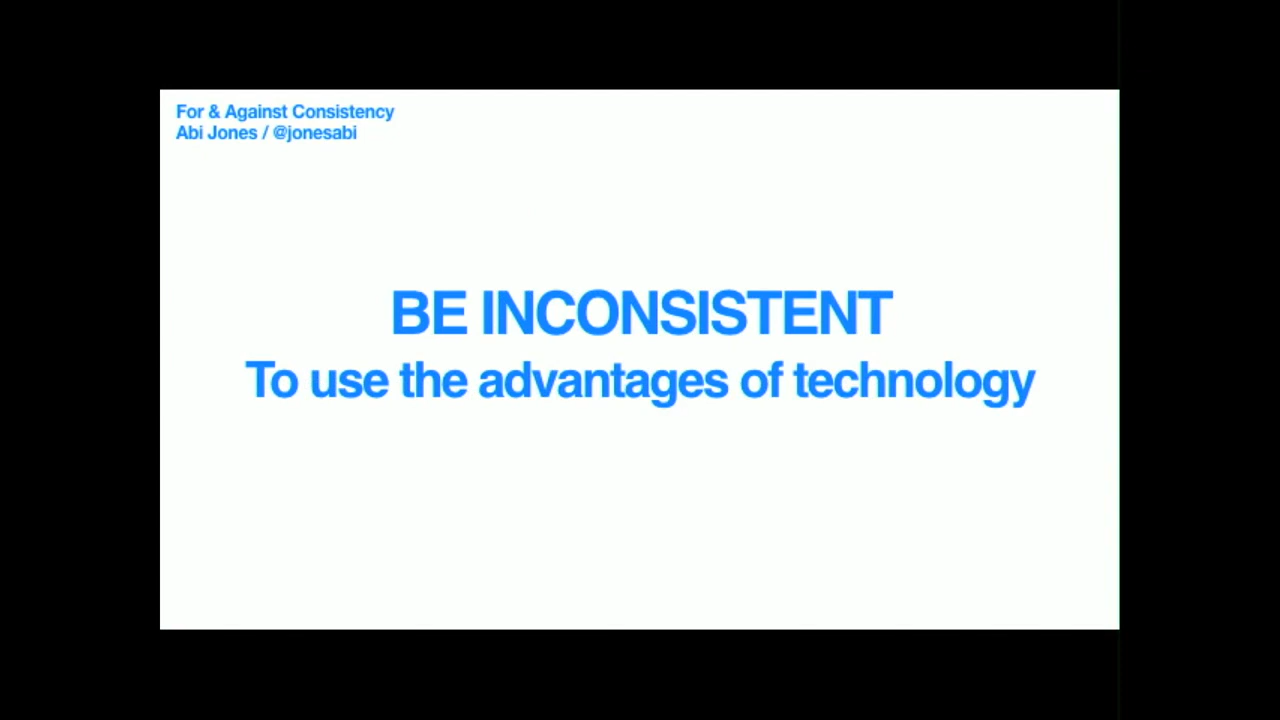 For & Against Consistency
Abi Jones / @jonesabi
BE INCONSISTENT
To use the advantages of technology